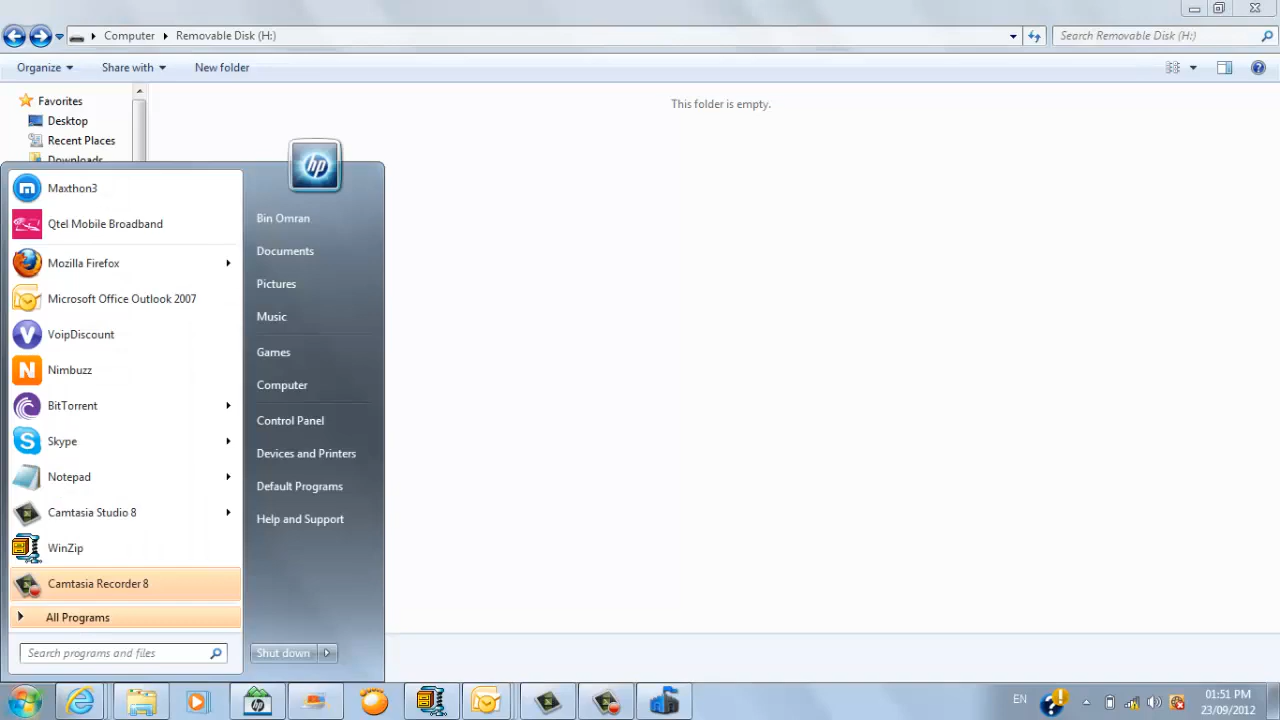 Computer
Removable Disk (H:)
Search Removable Disk (H:)
Organize
Share with
New folder
Favorites
Desktop
Recent Places
Downloads
This folder is empty.
hp
Maxthon3
Qtel Mobile Broadband
Mozilla Firefox
Microsoft Office Outlook 2007
VoipDiscount
Nimbuzz
BitTorrent
Skype
Notepad
Camtasia Studio 8
WinZip
Camtasia Recorder 8
All Programs
Search programs and files
Bin Omran
Documents
Pictures
Music
Games
Computer
Control Panel
Devices and Printers
Default Programs
Help and Support
Shut down
EN
01:51 PM
23/09/2012